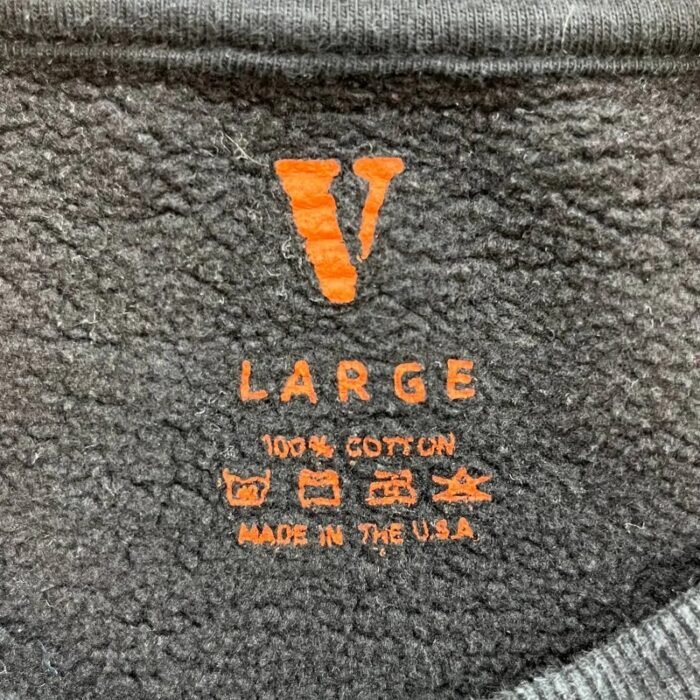 V
LARGE
100% COTTON
MADE IN THE U.S.A